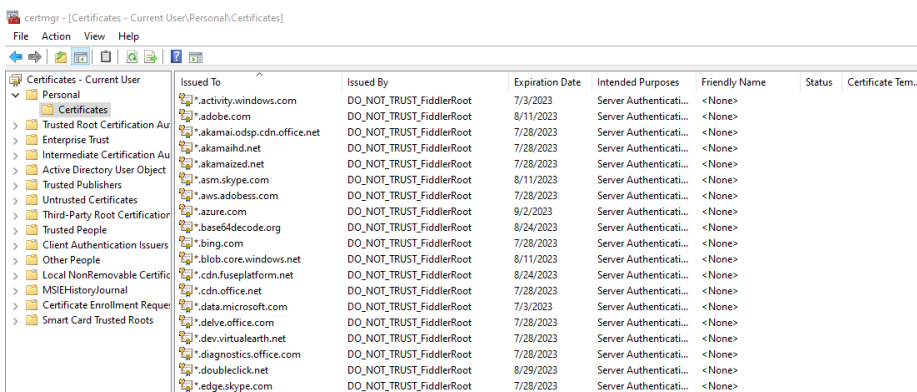 certmgr - [Certificates - Current User\Personal\Certificates]
File Action View Help
Certificates - Current User
Personal
Certificates
Trusted Root Certification Au
Enterprise Trust
Intermediate Certification Au
Active Directory User Object
Trusted Publishers
Untrusted Certificates
Third-Party Root Certification
Trusted People
Client Authentication Issuers
Other People
Local NonRemovable Certific
MSIEHistoryJournal
Certificate Enrollment Reque
Smart Card Trusted Roots
Issued To Issued By Expiration Date Intended Purposes Friendly Name Status Certificate Tem...
*.activity.windows.com DO_NOT_TRUST_FiddlerRoot 7/3/2023 Server Authenticati... <None>
*.adobe.com DO_NOT_TRUST_FiddlerRoot 8/11/2023 Server Authenticati... <None>
*.akamai.odsp.cdn.office.net DO_NOT_TRUST_FiddlerRoot 7/28/2023 Server Authenticati... <None>
*.akamaihd.net DO_NOT_TRUST_FiddlerRoot 7/28/2023 Server Authenticati... <None>
*.akamaized.net DO_NOT_TRUST_FiddlerRoot 7/28/2023 Server Authenticati... <None>
*.asm.skype.com DO_NOT_TRUST_FiddlerRoot 8/11/2023 Server Authenticati... <None>
*.aws.adobess.com DO_NOT_TRUST_FiddlerRoot 7/28/2023 Server Authenticati... <None>
*.azure.com DO_NOT_TRUST_FiddlerRoot 9/2/2023 Server Authenticati... <None>
*.base64decode.org DO_NOT_TRUST_FiddlerRoot 8/24/2023 Server Authenticati... <None>
*.bing.com DO_NOT_TRUST_FiddlerRoot 7/28/2023 Server Authenticati... <None>
*.blob.core.windows.net DO_NOT_TRUST_FiddlerRoot 8/11/2023 Server Authenticati... <None>
*.cdn.fuseplatform.net DO_NOT_TRUST_FiddlerRoot 8/24/2023 Server Authenticati... <None>
*.cdn.office.net DO_NOT_TRUST_FiddlerRoot 7/28/2023 Server Authenticati... <None>
*.data.microsoft.com DO_NOT_TRUST_FiddlerRoot 7/3/2023 Server Authenticati... <None>
*.delve.office.com DO_NOT_TRUST_FiddlerRoot 7/28/2023 Server Authenticati... <None>
*.dev.virtualearth.net DO_NOT_TRUST_FiddlerRoot 7/28/2023 Server Authenticati... <None>
*.diagnostics.office.com DO_NOT_TRUST_FiddlerRoot 7/28/2023 Server Authenticati... <None>
*.doubleclick.net DO_NOT_TRUST_FiddlerRoot 8/29/2023 Server Authenticati... <None>
*.edge.skype.com DO_NOT_TRUST_FiddlerRoot 7/28/2023 Server Authenticati... <None>